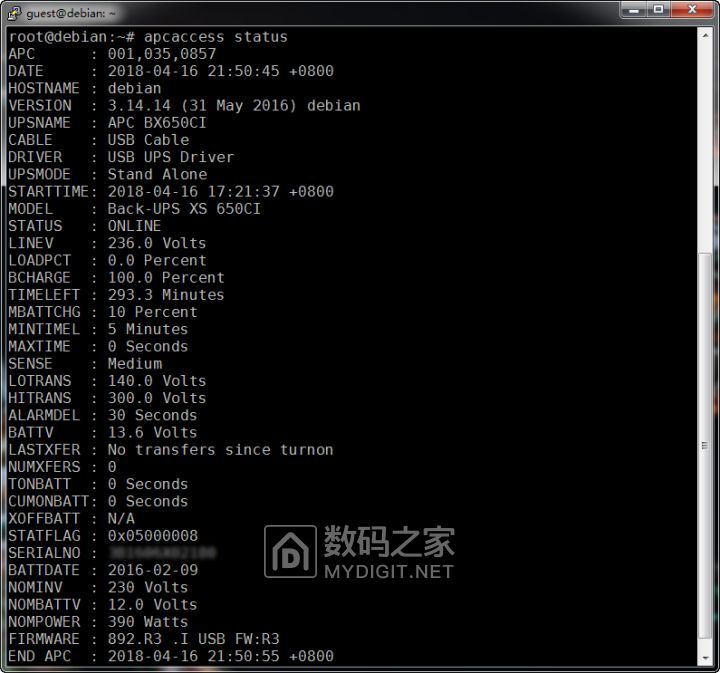 guest@debian: ~
root@debian:~# apcaccess status
APC      : 001,035,0857
DATE     : 2018-04-16 21:50:45 +0800
HOSTNAME : debian
VERSION  : 3.14.14 (31 May 2016) debian
UPSNAME  : APC BX650CI
CABLE    : USB Cable
DRIVER   : USB UPS Driver
UPSMODE  : Stand Alone
STARTTIME: 2018-04-16 17:21:37 +0800
MODEL    : Back-UPS XS 650CI
STATUS   : ONLINE
LINEV    : 236.0 Volts
LOADPCT  : 0.0 Percent
BCHARGE  : 100.0 Percent
TIMELEFT : 293.3 Minutes
MBATTCHG : 10 Percent
MINTIMEL : 5 Minutes
MAXTIME  : 0 Seconds
SENSE    : Medium
LOTRANS  : 140.0 Volts
HITRANS  : 300.0 Volts
ALARMDEL : 30 Seconds
BATTV    : 13.6 Volts
LASTXFER : No transfers since turnon
NUMXFERS : 0
TONBATT  : 0 Seconds
CUMONBATT: 0 Seconds
XOFFBATT : N/A
STATFLAG : 0x05000008
SERIALNO :
BATTDATE : 2016-02-09
NOMINV   : 230 Volts
NOMBATTV : 12.0 Volts
NOMPOWER : 390 Watts
FIRMWARE : 892.R3 .I USB FW:R3
END APC  : 2018-04-16 21:50:55 +0800
数码之家
MYDIGIT.NET